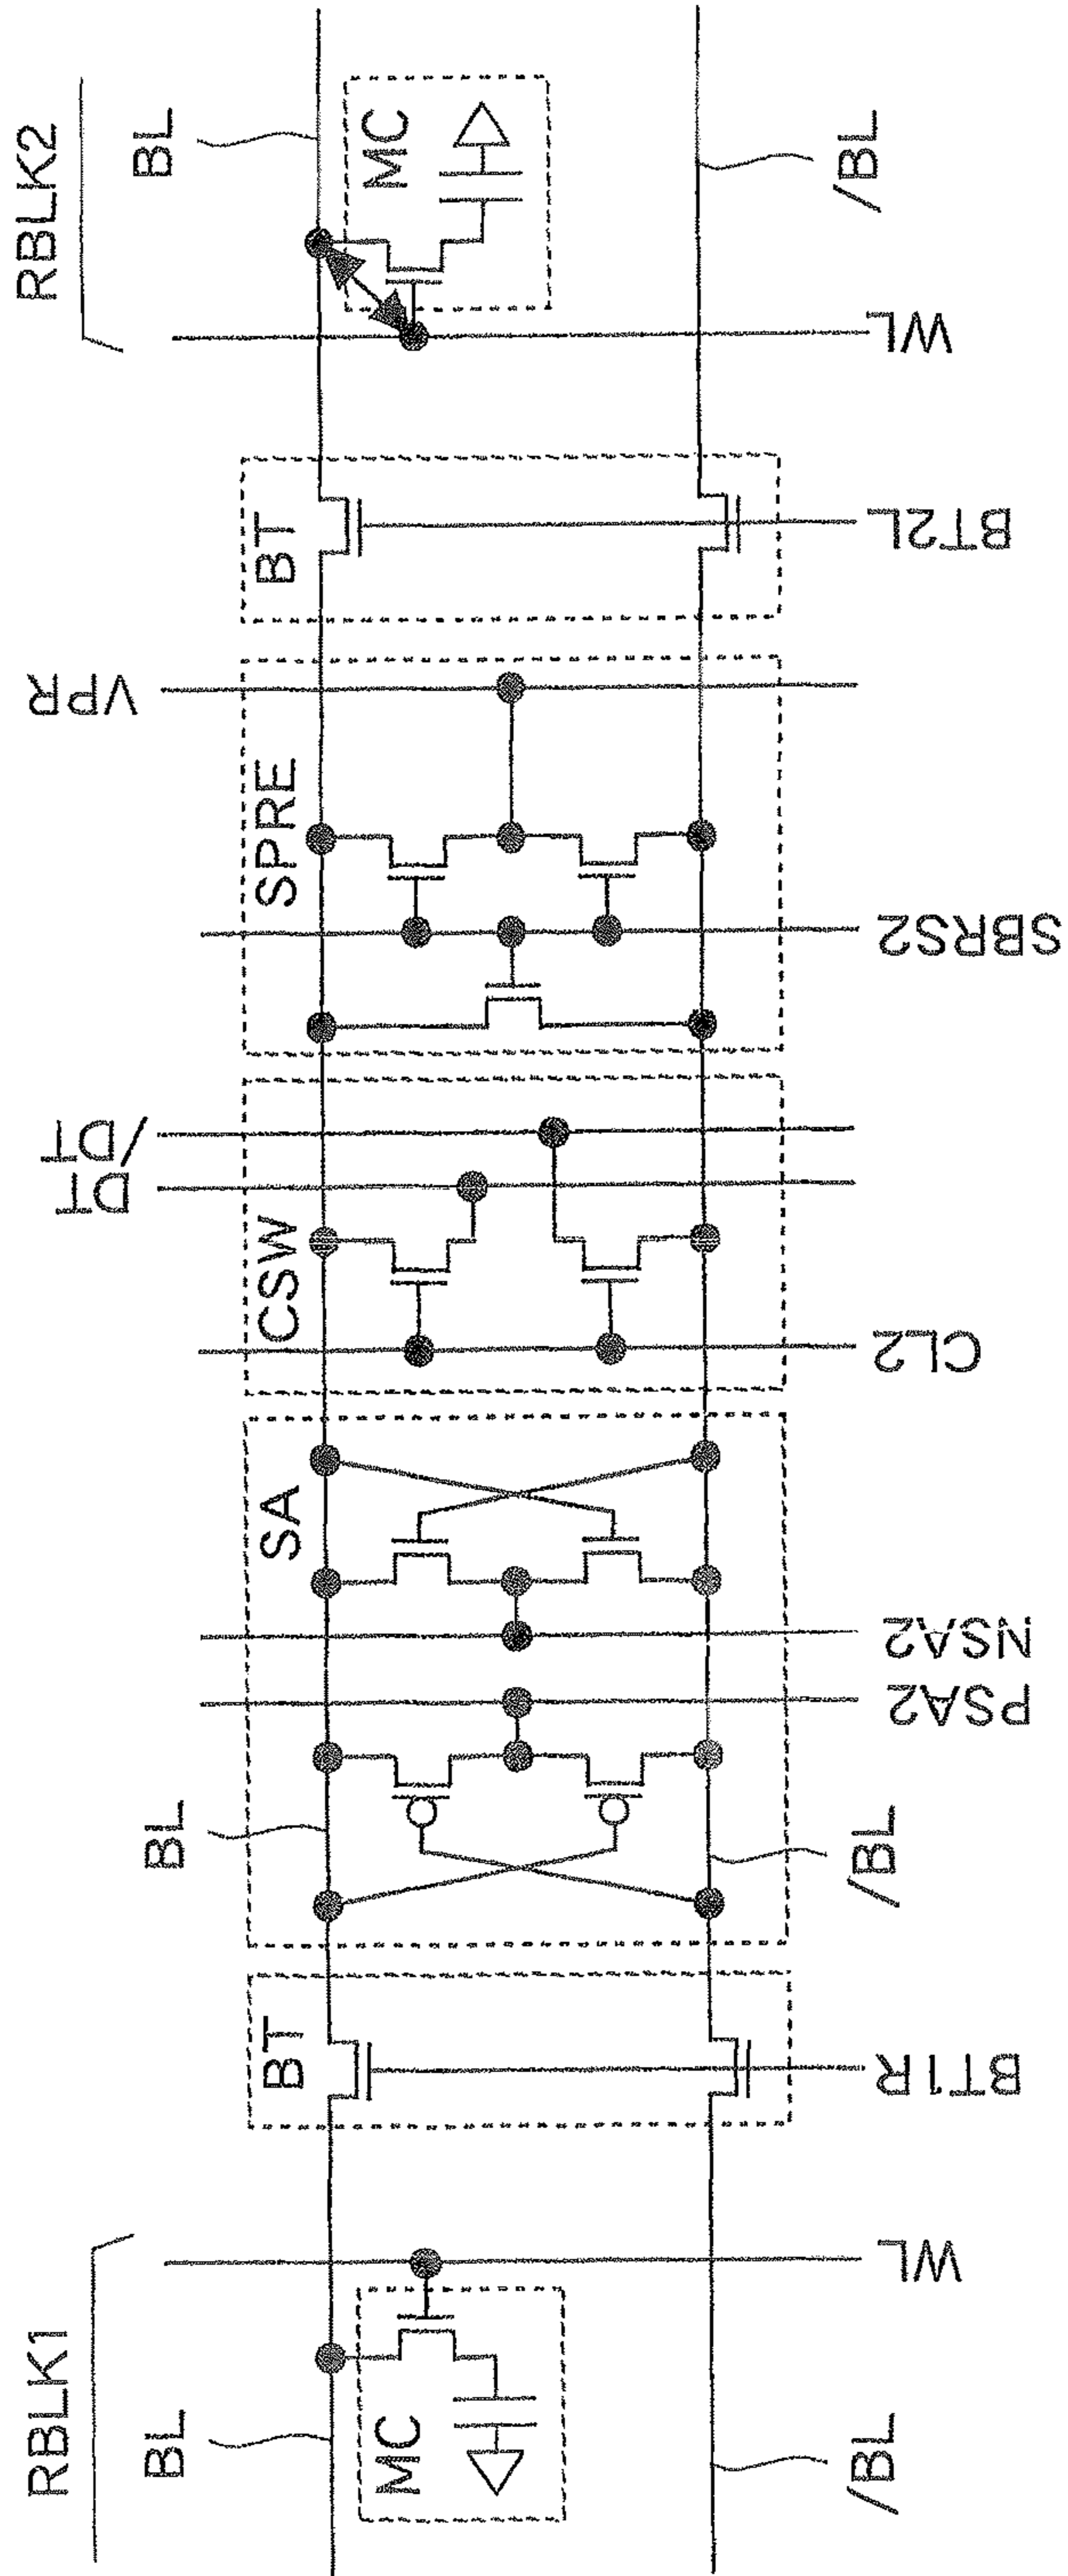 RBLK1
BL
MC
/BL
WL
BT
BT1R
BL
/BL
SA
PSA2
NSA2
CSW
CL2
DT
/DT
SPRE
SBRS2
VPR
BT
BT2L
RBLK2
BL
MC
WL
/BL